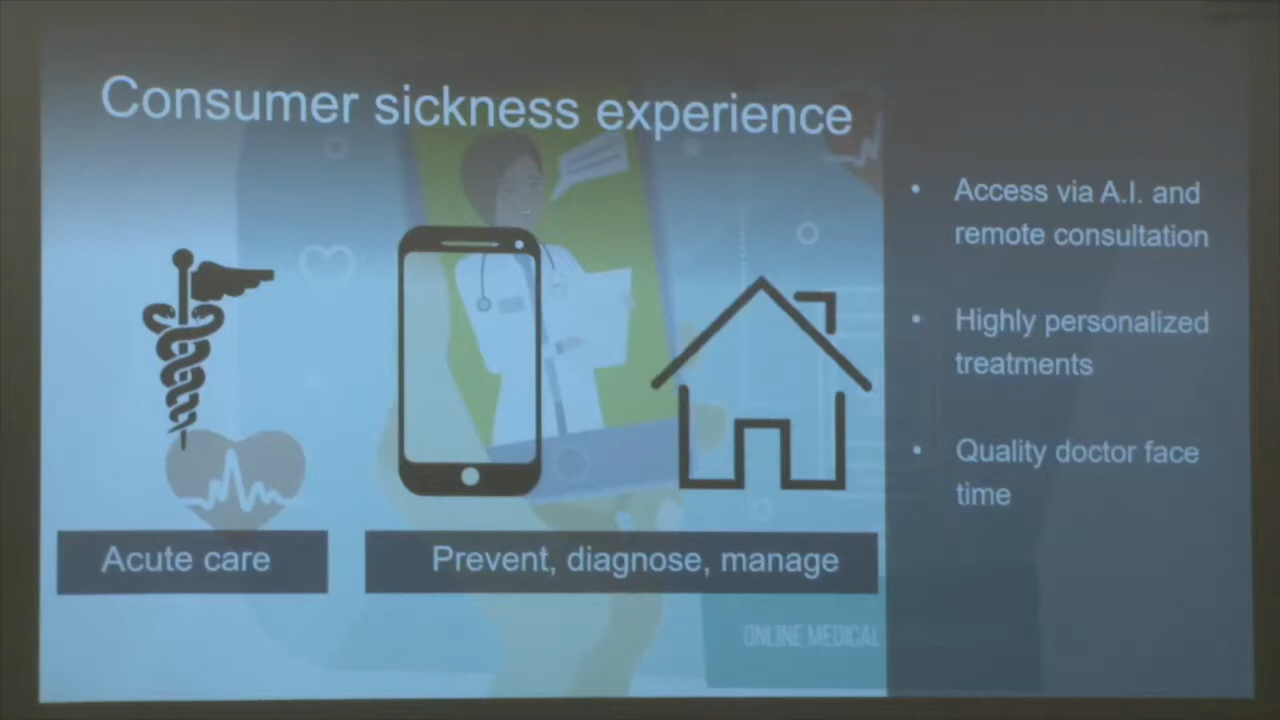 Consumer sickness experience
• Access via A.I. and
remote consultation
• Highly personalized
treatments
• Quality doctor face
time
Acute care
Prevent, diagnose, manage
ONLINE MEDICAL